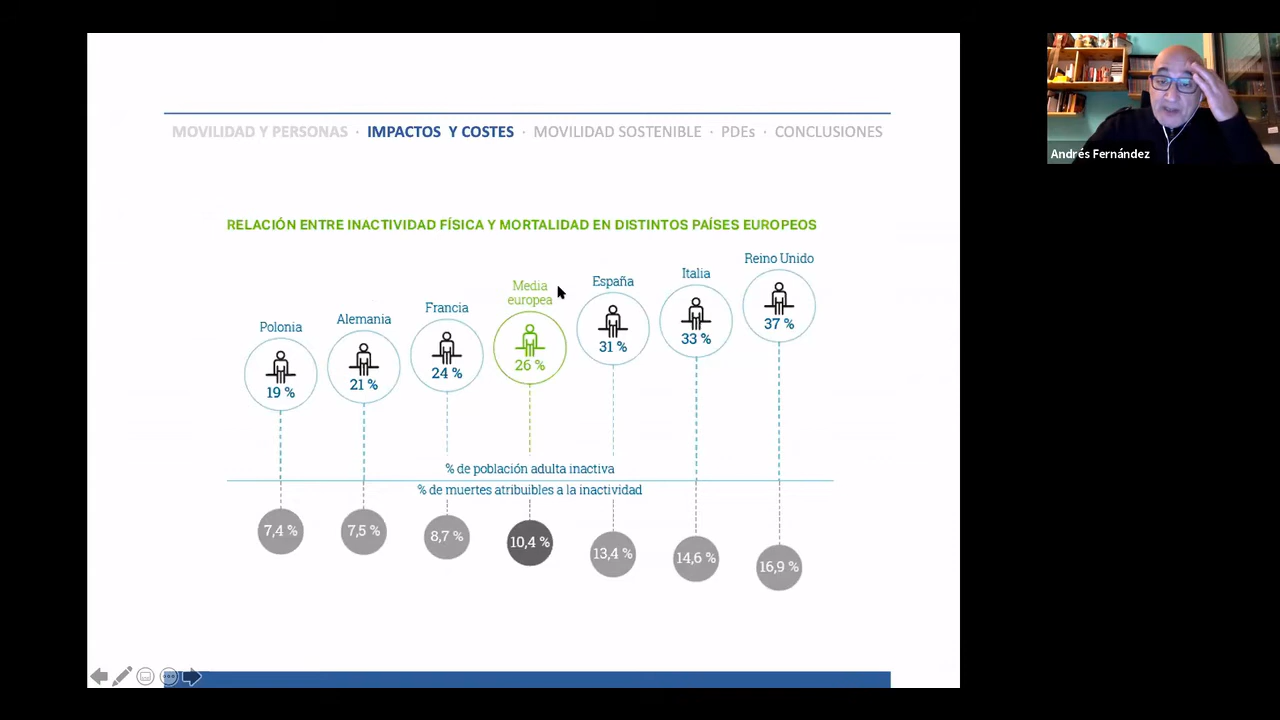 MOVILIDAD Y PERSONAS · IMPACTOS Y COSTES · MOVILIDAD SOSTENIBLE · PDEs · CONCLUSIONES
Andrés Fernández
RELACIÓN ENTRE INACTIVIDAD FÍSICA Y MORTALIDAD EN DISTINTOS PAÍSES EUROPEOS
Polonia
19 %
Alemania
21 %
Francia
24 %
Media
europea
26 %
España
31 %
Italia
33 %
Reino Unido
37 %
% de población adulta inactiva
% de muertes atribuibles a la inactividad
7,4 %
7,5 %
8,7 %
10,4 %
13,4 %
14,6 %
16,9 %